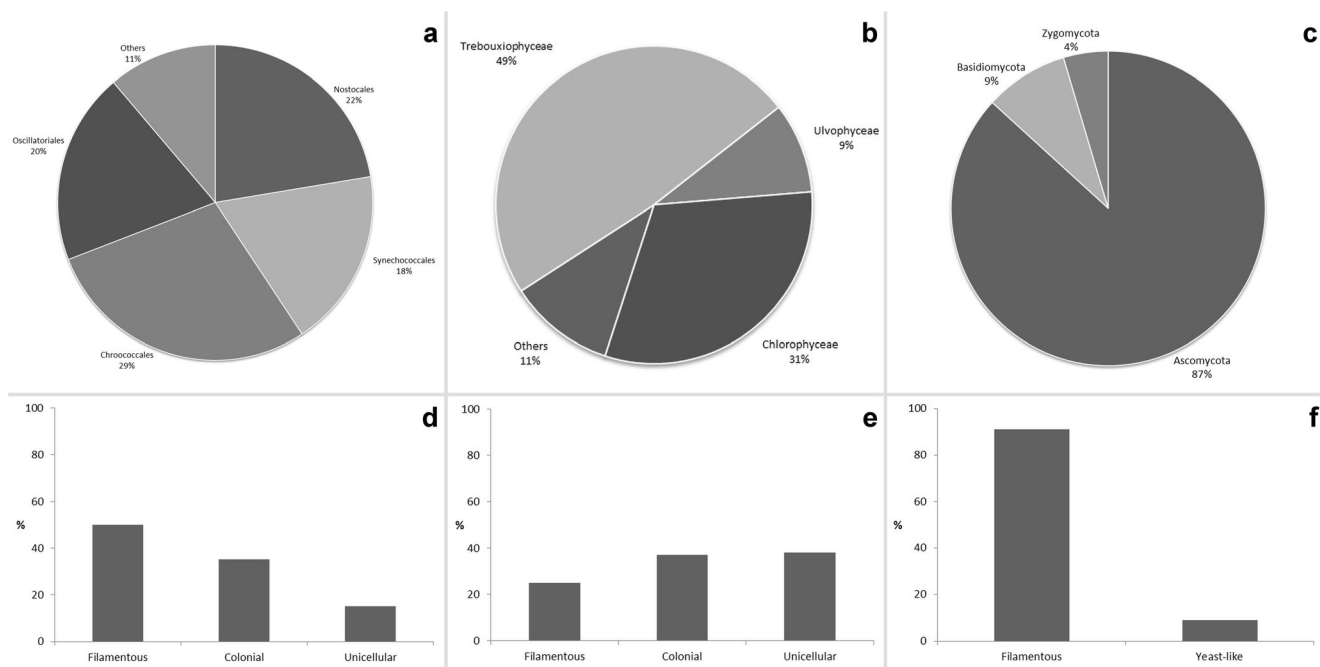 a
Others
11%
Nostocales
22%
Oscillatoriales
20%
Synechococcales
18%
Chroococcales
29%
b
Trebouxiophyceae
49%
Ulvophyceae
9%
Others
11%
Chlorophyceae
31%
c
Zygomycota
4%
Basidiomycota
9%
Ascomycota
87%
d
100
80
60
%
40
20
0
Filamentous Colonial Unicellular
e
100
80
60
%
40
20
0
Filamentous Colonial Unicellular
f
100
80
60
%
40
20
0
Filamentous Yeast-like